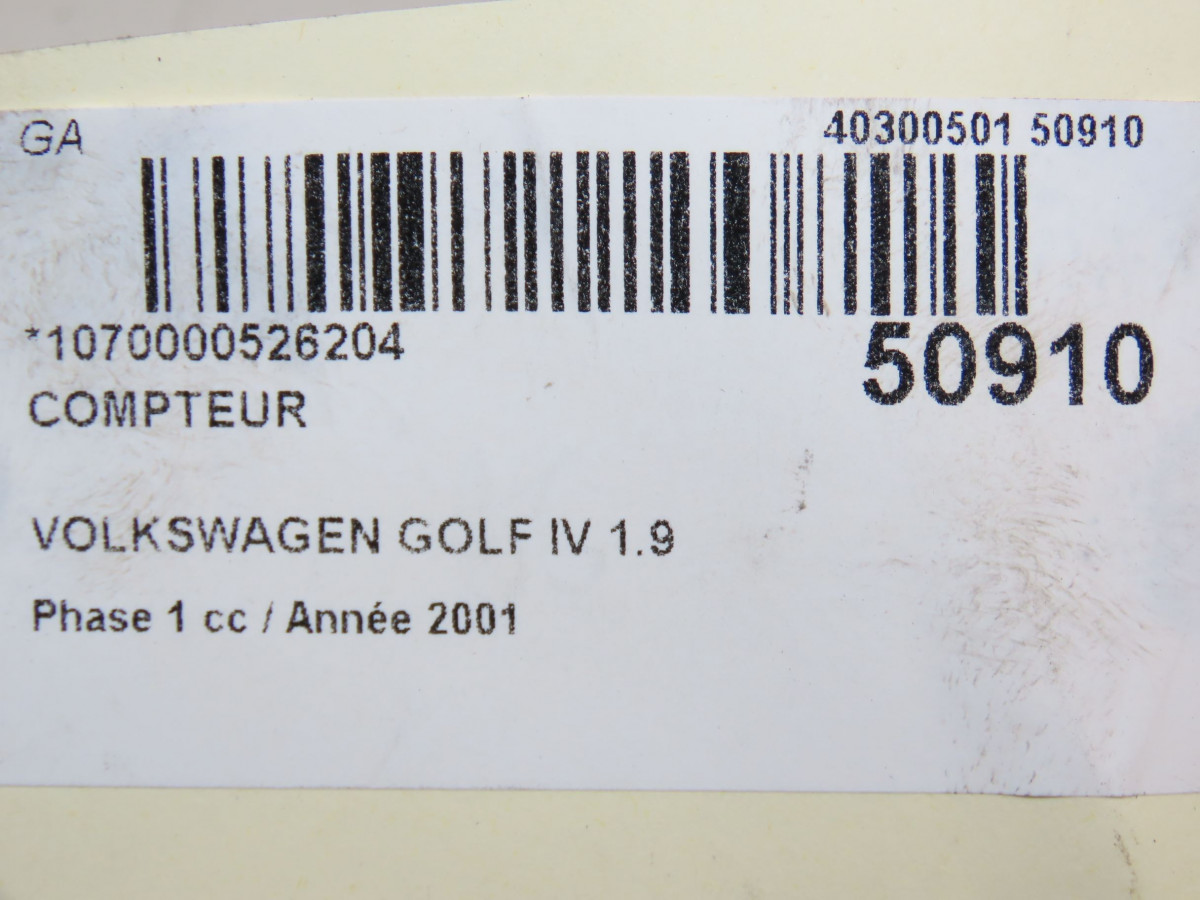 GA
40300501 50910
*1070000526204
50910
COMPTEUR
VOLKSWAGEN GOLF IV 1.9
Phase 1 cc / Année 2001